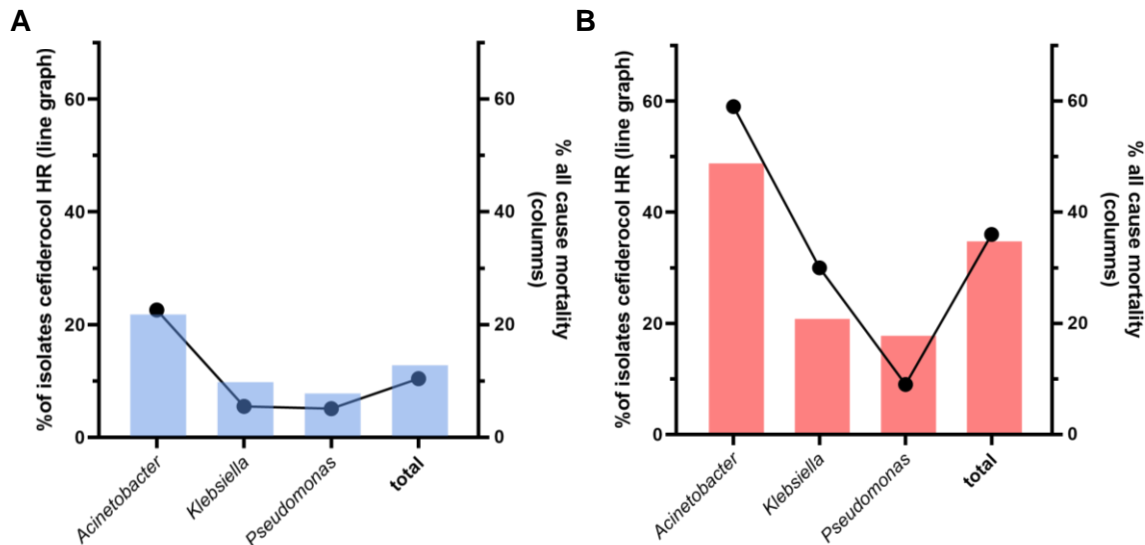 A
%of isolates cefiderocol HR (line graph)
60
40
20
0
60
40
20
0
% all cause mortality
(columns)
Acinetobacter
Klebsiella
Pseudomonas
total
B
%of isolates cefiderocol HR (line graph)
60
40
20
0
60
40
20
0
% all cause mortality
(columns)
Acinetobacter
Klebsiella
Pseudomonas
total